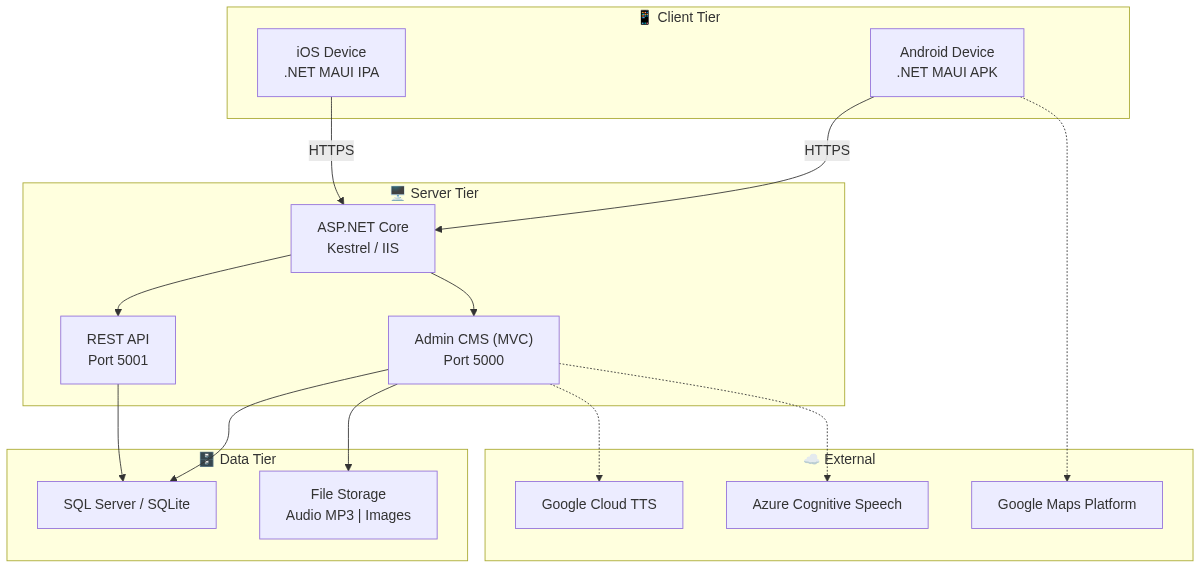 📱 Client Tier
iOS Device
.NET MAUI IPA
Android Device
.NET MAUI APK
HTTPS
HTTPS
🖥️ Server Tier
ASP.NET Core
Kestrel / IIS
REST API
Port 5001
Admin CMS (MVC)
Port 5000
🗄️ Data Tier
SQL Server / SQLite
File Storage
Audio MP3 | Images
☁️ External
Google Cloud TTS
Azure Cognitive Speech
Google Maps Platform